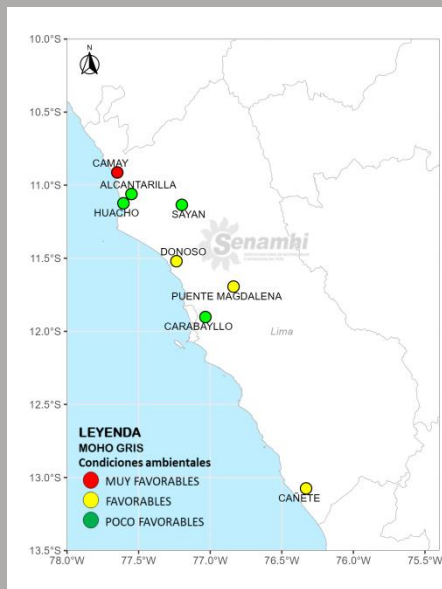 10.0°S
N
10.5°S
CAMAY
11.0°S
ALCANTARILLA
HUACHO
SAYAN
Senamhi
DONOSO
11.5°S
PUENTE MAGDALENA
CARABAYLLO
12.0°S
Lima
12.5°S
LEYENDA
MOHO GRIS
Condiciones ambientales
13.0°S
MUY FAVORABLES
FAVORABLES
CAÑETE
POCO FAVORABLES
13.5°S
78.0°W 77.5°W 77.0°W 76.5°W 76.0°W 75.5°W